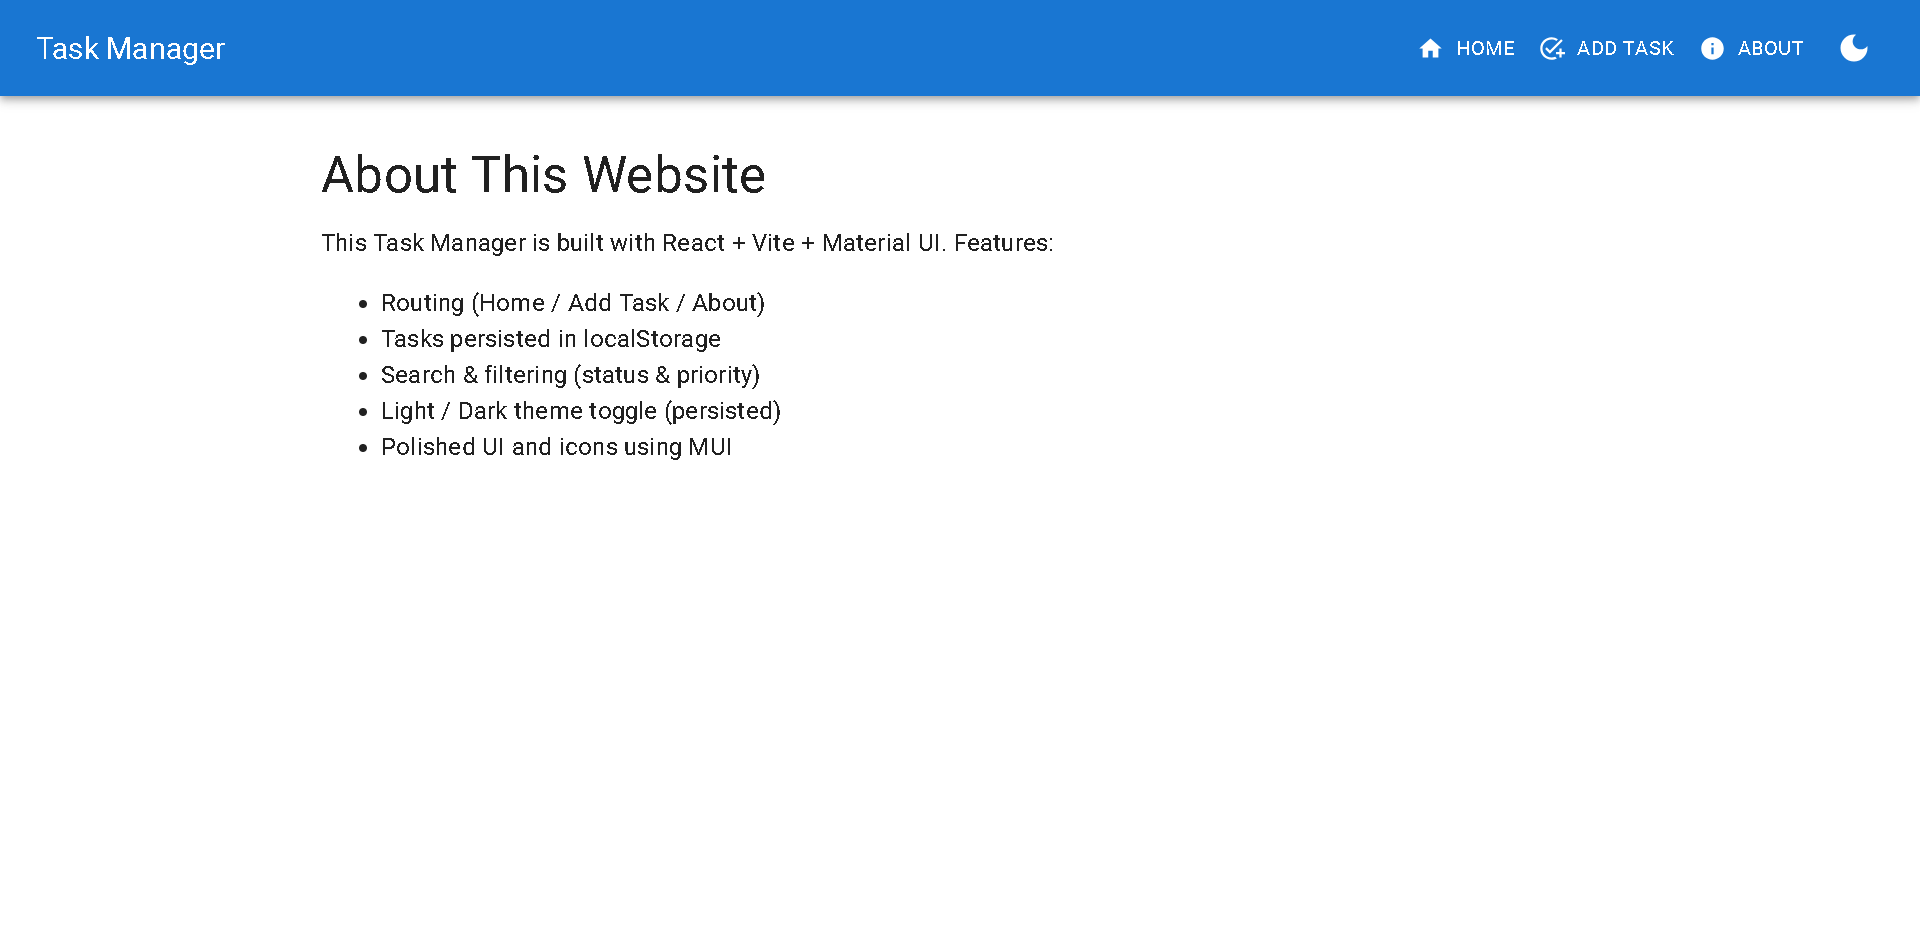 Task Manager
HOME
ADD TASK
ABOUT
About This Website
This Task Manager is built with React + Vite + Material UI. Features:
• Routing (Home / Add Task / About)
• Tasks persisted in localStorage
• Search & filtering (status & priority)
• Light / Dark theme toggle (persisted)
• Polished UI and icons using MUI